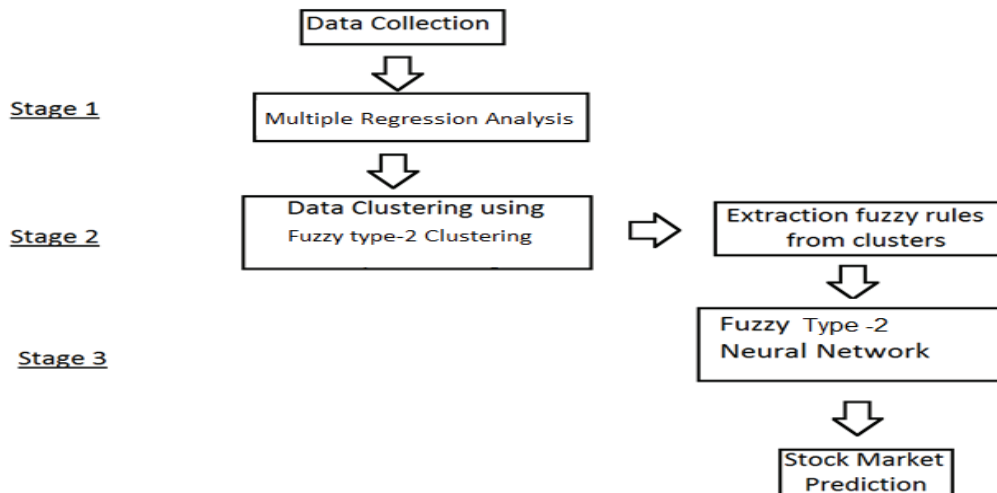 Data Collection
Stage 1
Multiple Regression Analysis
Stage 2
Data Clustering using
Fuzzy type-2 Clustering
Extraction fuzzy rules
from clusters
Stage 3
Fuzzy Type -2
Neural Network
Stock Market
Prediction